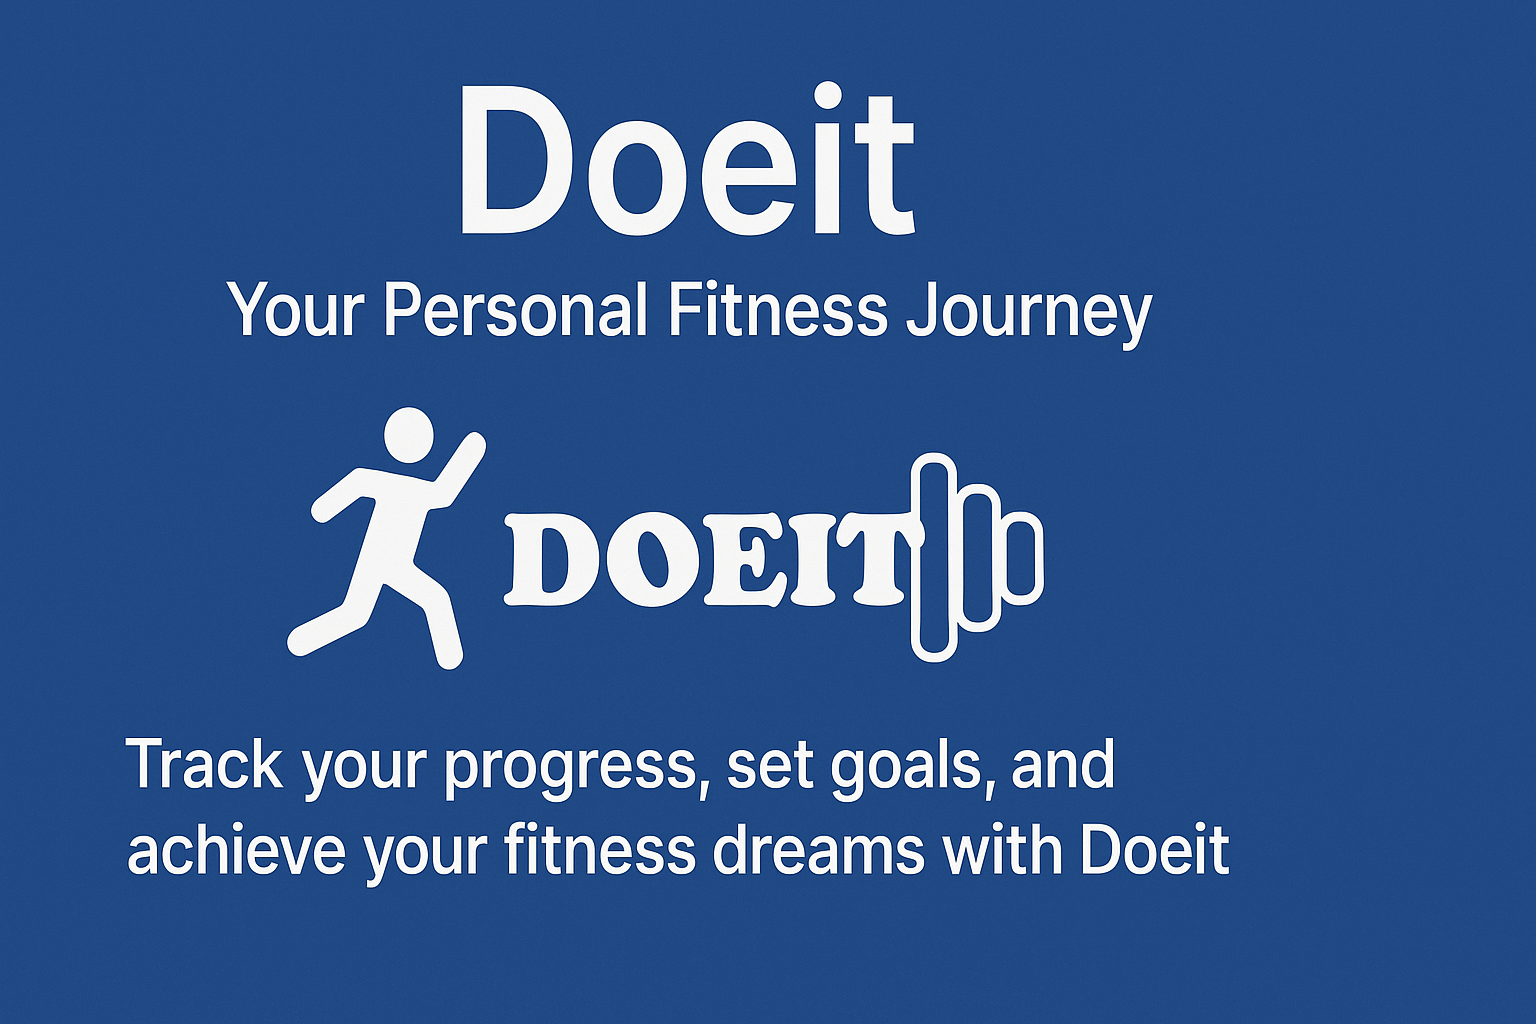 Doeit
Your Personal Fitness Journey
DOEIT
Track your progress, set goals, and
achieve your fitness dreams with Doeit